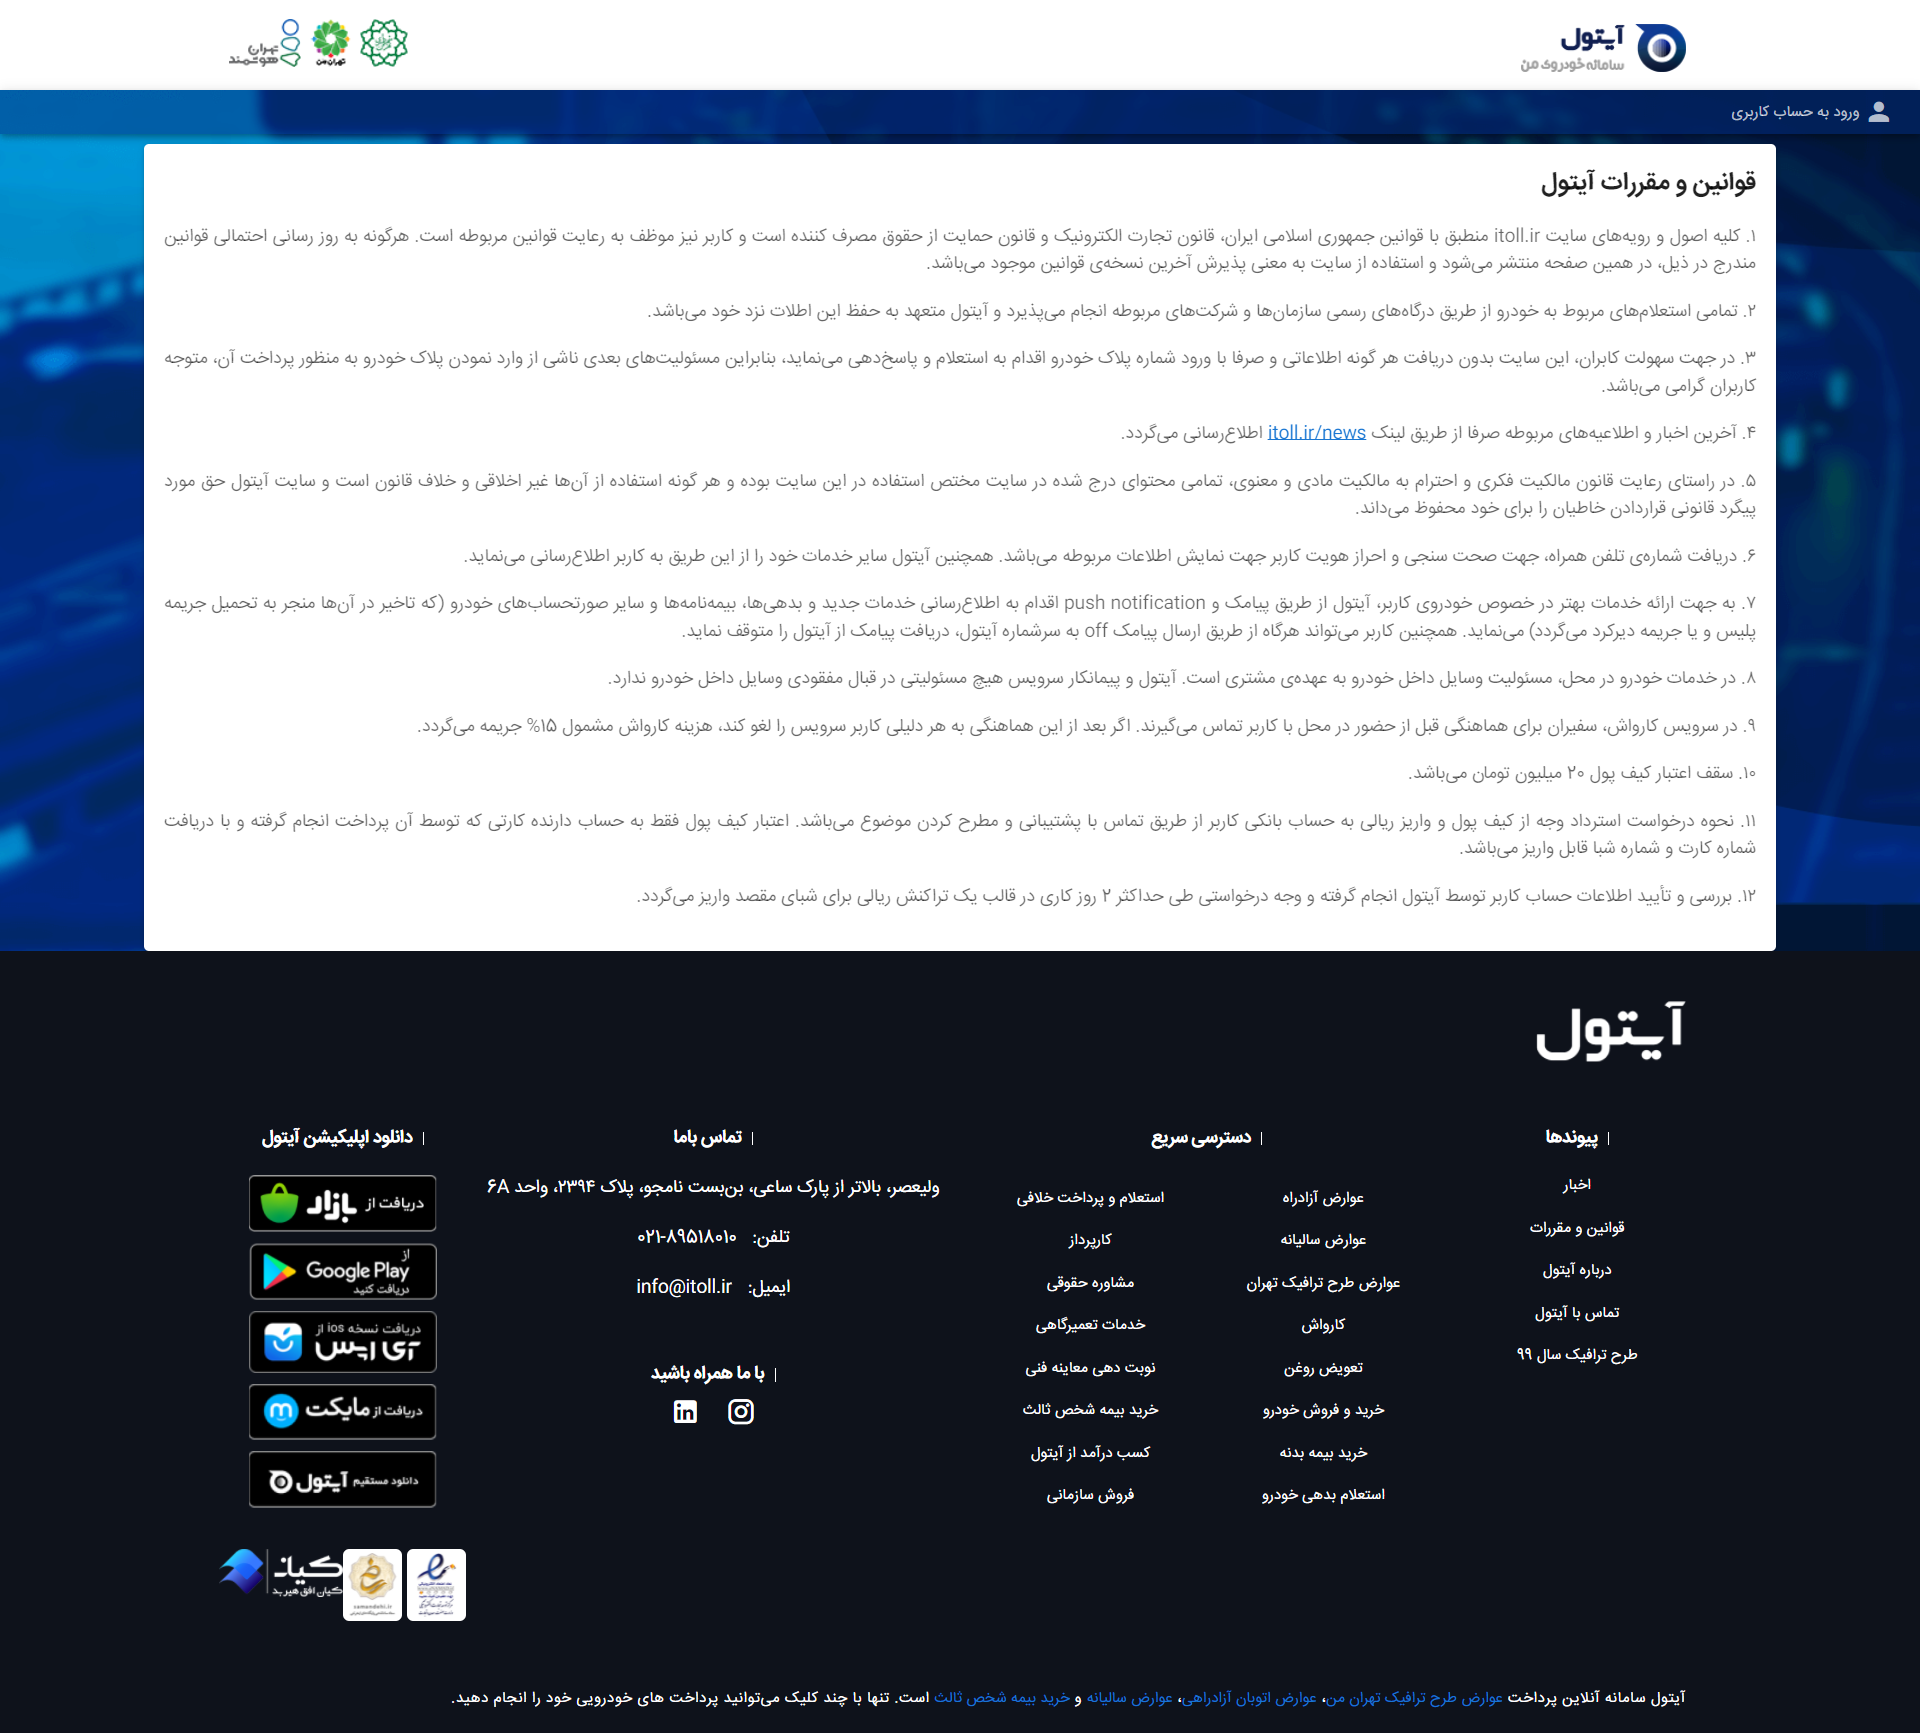 آیتول
سامانه خودروی من
تهران من
تهران هوشمند
ورود به حساب کاربری
قوانین و مقررات آیتول
۱. کلیه اصول و رویه‌های سایت itoll.ir منطبق با قوانین جمهوری اسلامی ایران، قانون تجارت الکترونیک و قانون حمایت از حقوق مصرف کننده است و کاربر نیز موظف به رعایت قوانین مربوطه است. هرگونه به روز رسانی احتمالی قوانین
مندرج در ذیل، در همین صفحه منتشر می‌شود و استفاده از سایت به معنی پذیرش آخرین نسخه‌ی قوانین موجود می‌باشد.
۲. تمامی استعلام‌های مربوط به خودرو از طریق درگاه‌های رسمی سازمان‌ها و شرکت‌های مربوطه انجام می‌پذیرد و آیتول متعهد به حفظ این اطلات نزد خود می‌باشد.
۳. در جهت سهولت کابران، این سایت بدون دریافت هر گونه اطلاعاتی و صرفا با ورود شماره پلاک خودرو اقدام به استعلام و پاسخ‌دهی می‌نماید، بنابراین مسئولیت‌های بعدی ناشی از وارد نمودن پلاک خودرو به منظور پرداخت آن، متوجه
کاربران گرامی می‌باشد.
۴. آخرین اخبار و اطلاعیه‌های مربوطه صرفا از طریق لینک itoll.ir/news اطلاع‌رسانی می‌گردد.
۵. در راستای رعایت قانون مالکیت فکری و احترام به مالکیت مادی و معنوی، تمامی محتوای درج شده در سایت مختص استفاده در این سایت بوده و هر گونه استفاده از آن‌ها غیر اخلاقی و خلاف قانون است و سایت آیتول حق مورد
پیگرد قانونی قراردادن خاطیان را برای خود محفوظ می‌داند.
۶. دریافت شماره‌ی تلفن همراه، جهت صحت سنجی و احراز هویت کاربر جهت نمایش اطلاعات مربوطه می‌باشد. همچنین آیتول سایر خدمات خود را از این طریق به کاربر اطلاع‌رسانی می‌نماید.
۷. به جهت ارائه خدمات بهتر در خصوص خودروی کاربر، آیتول از طریق پیامک و push notification اقدام به اطلاع‌رسانی خدمات جدید و بدهی‌ها، بیمه‌نامه‌ها و سایر صورتحساب‌های خودرو (که تاخیر در آن‌ها منجر به تحمیل جریمه
پلیس و یا جریمه دیرکرد می‌گردد) می‌نماید. همچنین کاربر می‌تواند هرگاه از طریق ارسال پیامک off به سرشماره آیتول، دریافت پیامک از آیتول را متوقف نماید.
۸. در خدمات خودرو در محل، مسئولیت وسایل داخل خودرو به عهده‌ی مشتری است. آیتول و پیمانکار سرویس هیچ مسئولیتی در قبال مفقودی وسایل داخل خودرو ندارد.
۹. در سرویس کارواش، سفیران برای هماهنگی قبل از حضور در محل با کاربر تماس می‌گیرند. اگر بعد از این هماهنگی به هر دلیلی کاربر سرویس را لغو کند، هزینه کارواش مشمول ۱۵% جریمه می‌گردد.
۱۰. سقف اعتبار کیف پول ۲۰ میلیون تومان می‌باشد.
۱۱. نحوه درخواست استرداد وجه از کیف پول و واریز ریالی به حساب بانکی کاربر از طریق تماس با پشتیبانی و مطرح کردن موضوع می‌باشد. اعتبار کیف پول فقط به حساب دارنده کارتی که توسط آن پرداخت انجام گرفته و با دریافت
شماره کارت و شماره شبا قابل واریز می‌باشد.
۱۲. بررسی و تأیید اطلاعات حساب کاربر توسط آیتول انجام گرفته و وجه درخواستی طی حداکثر ۲ روز کاری در قالب یک تراکنش ریالی برای شبای مقصد واریز می‌گردد.
آیتول
پیوندها
اخبار
قوانین و مقررات
درباره آیتول
تماس با آیتول
طرح ترافیک سال ۹۹
دسترسی سریع
عوارض آزادراه
عوارض سالیانه
عوارض طرح ترافیک تهران
کارواش
تعویض روغن
خرید و فروش خودرو
خرید بیمه بدنه
استعلام بدهی خودرو
استعلام و پرداخت خلافی
کارپرداز
مشاوره حقوقی
خدمات تعمیرگاهی
نوبت دهی معاینه فنی
خرید بیمه شخص ثالث
کسب درآمد از آیتول
فروش سازمانی
تماس باما
ولیعصر، بالاتر از پارک ساعی، بن‌بست نامجو، پلاک ۲۳۹۴، واحد ۶A
تلفن: ۰۲۱-۸۹۵۱۸۰۱۰
ایمیل: info@itoll.ir
با ما همراه باشید
دانلود اپلیکیشن آیتول
دریافت از بازار
از
Google Play
دریافت کنید
دریافت نسخه ios از
آی اپس
دریافت از مایکت
دانلود مستقیم آیتول
کیان
کیان افق هیربد
samandehi.ir
آیتول سامانه آنلاین پرداخت عوارض طرح ترافیک تهران من، عوارض اتوبان آزادراهی، عوارض سالیانه و خرید بیمه شخص ثالث است. تنها با چند کلیک می‌توانید پرداخت های خودرویی خود را انجام دهید.